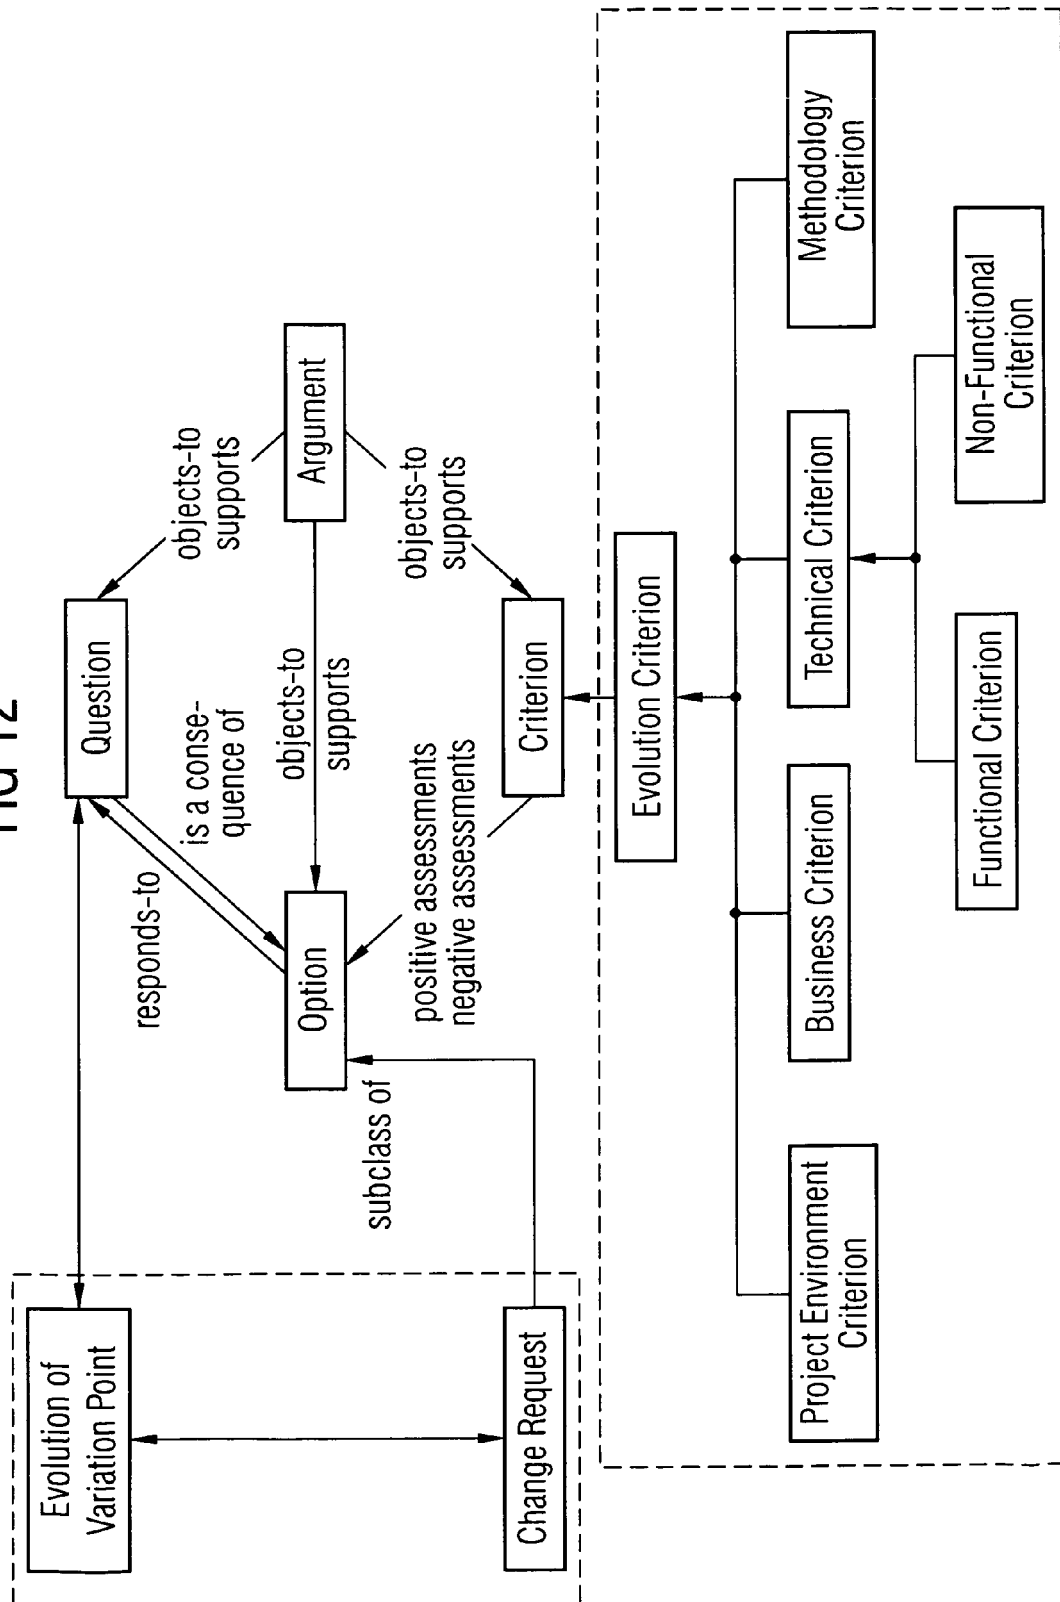 FIG 12
Evolution of
Variation Point
responds-to
Question
objects-to
supports
is a conse-
quence of
Option
objects-to
supports
Argument
subclass of
positive assessments
negative assessments
objects-to
supports
Change Request
Criterion
Evolution Criterion
Project Environment
Criterion
Business Criterion
Technical Criterion
Methodology
Criterion
Functional Criterion
Non-Functional
Criterion